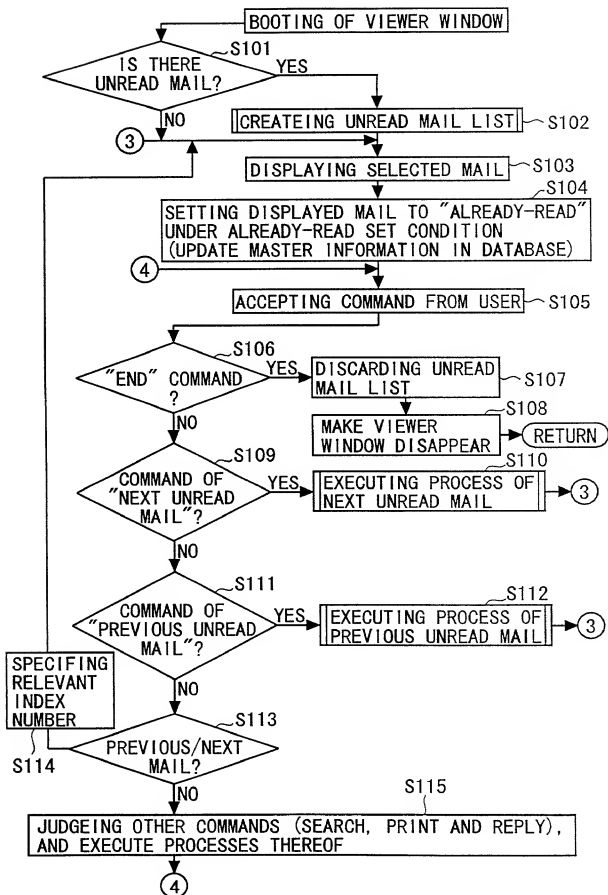 BOOTING OF VIEWER WINDOW
S101
IS THERE
UNREAD MAIL?
YES
NO
3
CREATEING UNREAD MAIL LIST
S102
DISPLAYING SELECTED MAIL
S103
S104
SETTING DISPLAYED MAIL TO "ALREADY-READ"
UNDER ALREADY-READ SET CONDITION
(UPDATE MASTER INFORMATION IN DATABASE)
4
ACCEPTING COMMAND FROM USER
S105
S106
"END" COMMAND
?
YES
NO
DISCARDING UNREAD
MAIL LIST
S107
S108
MAKE VIEWER
WINDOW DISAPPEAR
RETURN
S109
COMMAND OF
"NEXT UNREAD
MAIL"?
YES
NO
S110
EXECUTING PROCESS OF
NEXT UNREAD MAIL
3
S111
COMMAND OF
"PREVIOUS UNREAD
MAIL"?
YES
NO
S112
EXECUTING PROCESS OF
PREVIOUS UNREAD MAIL
3
SPECIFING
RELEVANT
INDEX
NUMBER
S114
S113
PREVIOUS/NEXT
MAIL?
NO
S115
JUDGEING OTHER COMMANDS (SEARCH, PRINT AND REPLY),
AND EXECUTE PROCESSES THEREOF
4